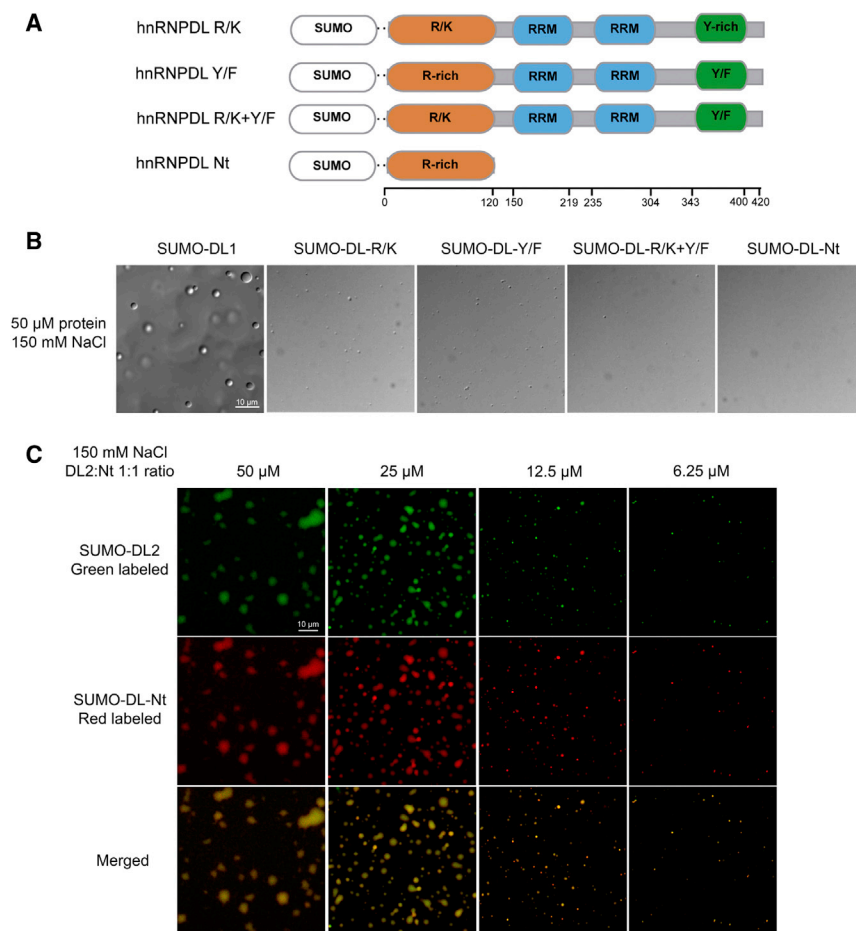 A
hnRNPDL R/K
SUMO
R/K
RRM
RRM
Y-rich
hnRNPDL Y/F
SUMO
R-rich
RRM
RRM
Y/F
hnRNPDL R/K+Y/F
SUMO
R/K
RRM
RRM
Y/F
hnRNPDL Nt
SUMO
R-rich
0 120 150 219 235 304 343 400 420
B
SUMO-DL1 SUMO-DL-R/K SUMO-DL-Y/F SUMO-DL-R/K+Y/F SUMO-DL-Nt
50 µM protein
150 mM NaCl
10 µm
C
150 mM NaCl
DL2:Nt 1:1 ratio
50 µM 25 µM 12.5 µM 6.25 µM
SUMO-DL2
Green labeled
10 µm
SUMO-DL-Nt
Red labeled
Merged